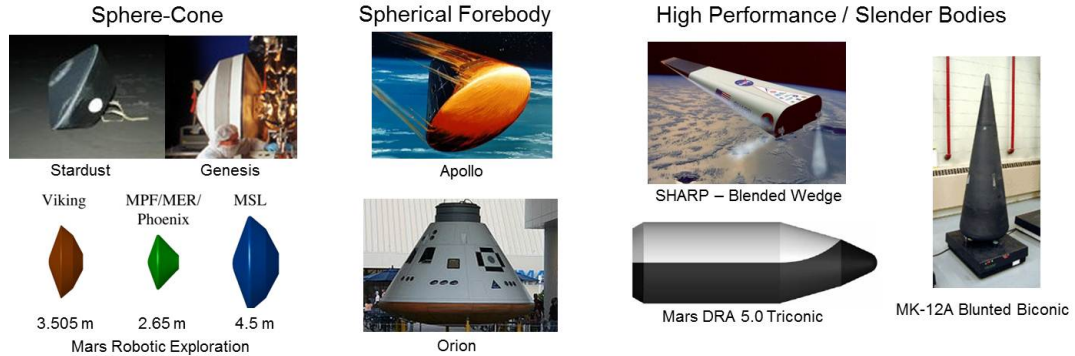 Sphere-Cone
Stardust
Genesis
Viking
MPF/MER/
Phoenix
MSL
3.505 m
2.65 m
4.5 m
Mars Robotic Exploration
Spherical Forebody
Apollo
Orion
High Performance / Slender Bodies
SHARP – Blended Wedge
Mars DRA 5.0 Triconic
MK-12A Blunted Biconic